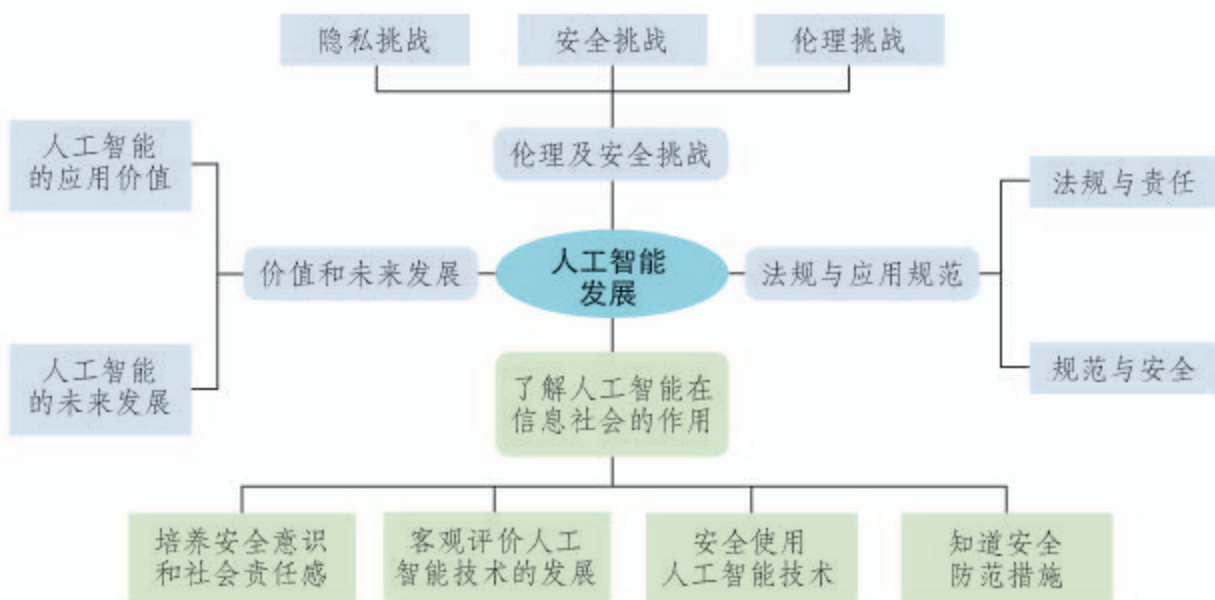 隐私挑战
安全挑战
伦理挑战
伦理及安全挑战
人工智能
的应用价值
法规与责任
价值和未来发展
人工智能
发展
法规与应用规范
人工智能
的未来发展
规范与安全
了解人工智能在
信息社会的作用
培养安全意识
和社会责任感
客观评价人工
智能技术的发展
安全使用
人工智能技术
知道安全
防范措施